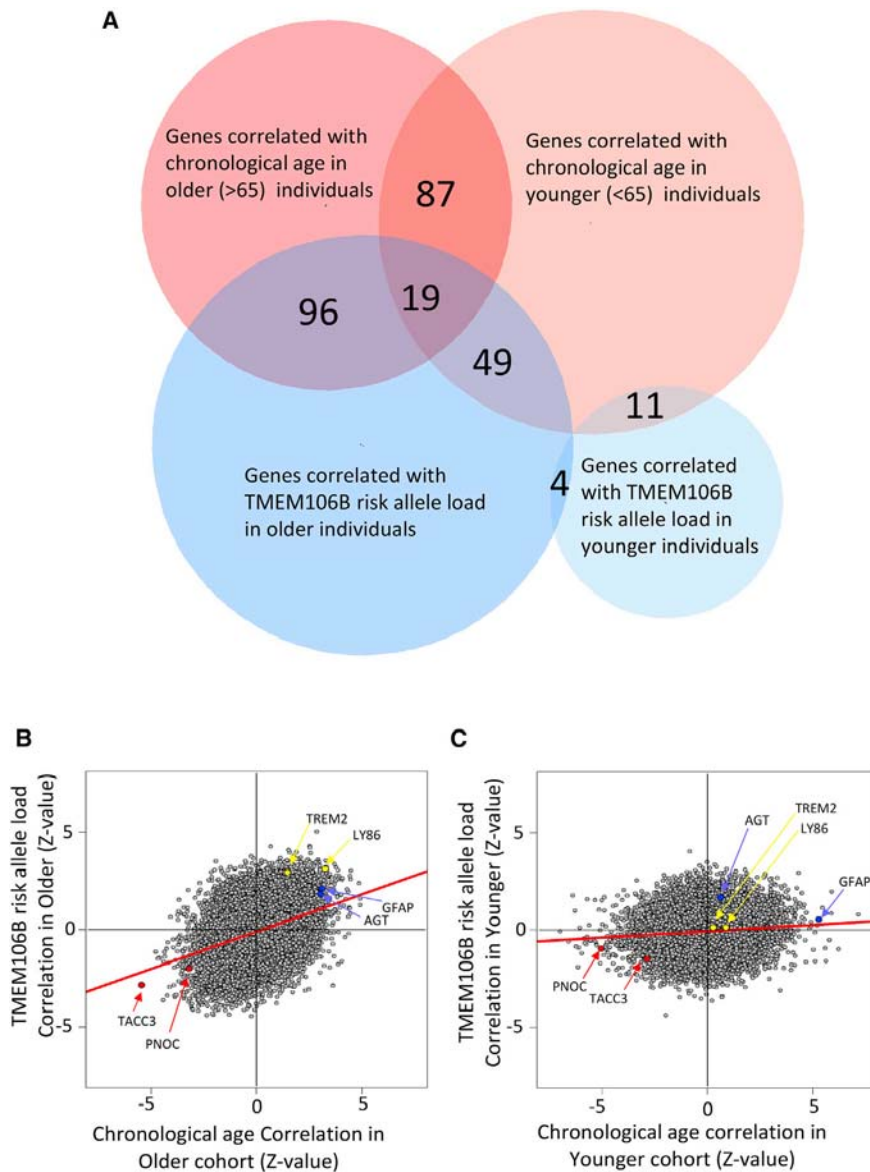 A
Genes correlated with
chronological age in
older (>65) individuals
Genes correlated with
chronological age in
younger (<65) individuals
87
96
19
49
11
4
Genes correlated with
TMEM106B risk allele load
in older individuals
Genes correlated
with TMEM106B
risk allele load in
younger individuals
B
TMEM106B risk allele load
Correlation in Older (Z-value)
5
0
-5
TREM2
LY86
GFAP
AGT
TACC3
PNOC
-5
0
5
Chronological age Correlation in
Older cohort (Z-value)
C
TMEM106B risk allele load
Correlation in Younger (Z-value)
5
0
-5
TREM2
AGT
LY86
GFAP
PNOC
TACC3
-5
0
5
Chronological age correlation in
Younger cohort (Z-value)